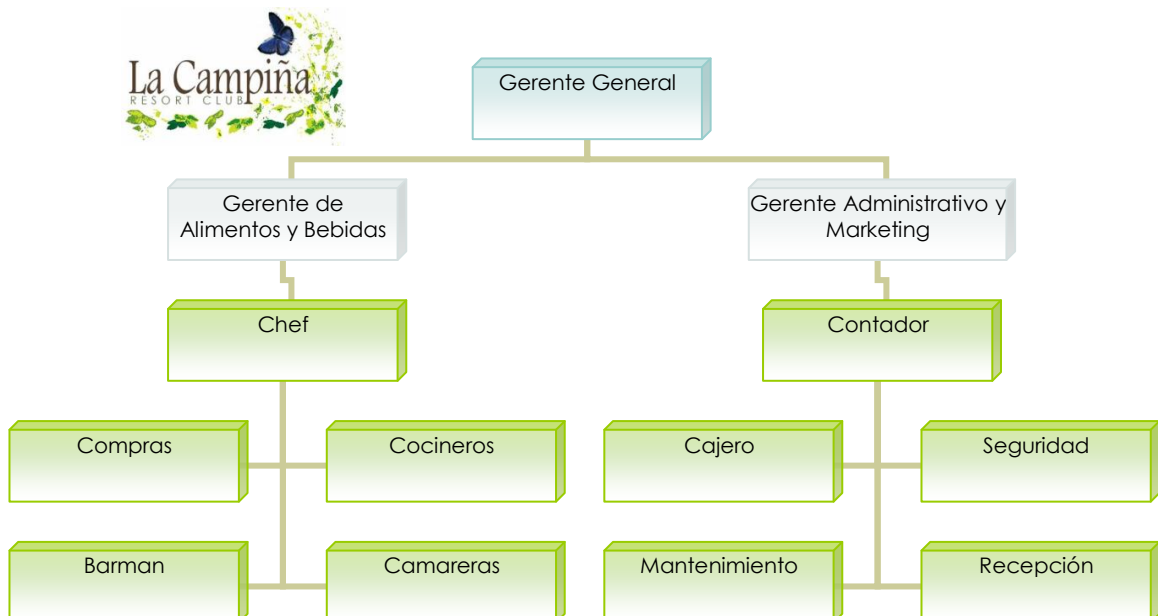 La Campiña
RESORT CLUB
Gerente General
Gerente de
Alimentos y Bebidas
Gerente Administrativo y
Marketing
Chef
Contador
Compras
Cocineros
Cajero
Seguridad
Barman
Camareras
Mantenimiento
Recepción